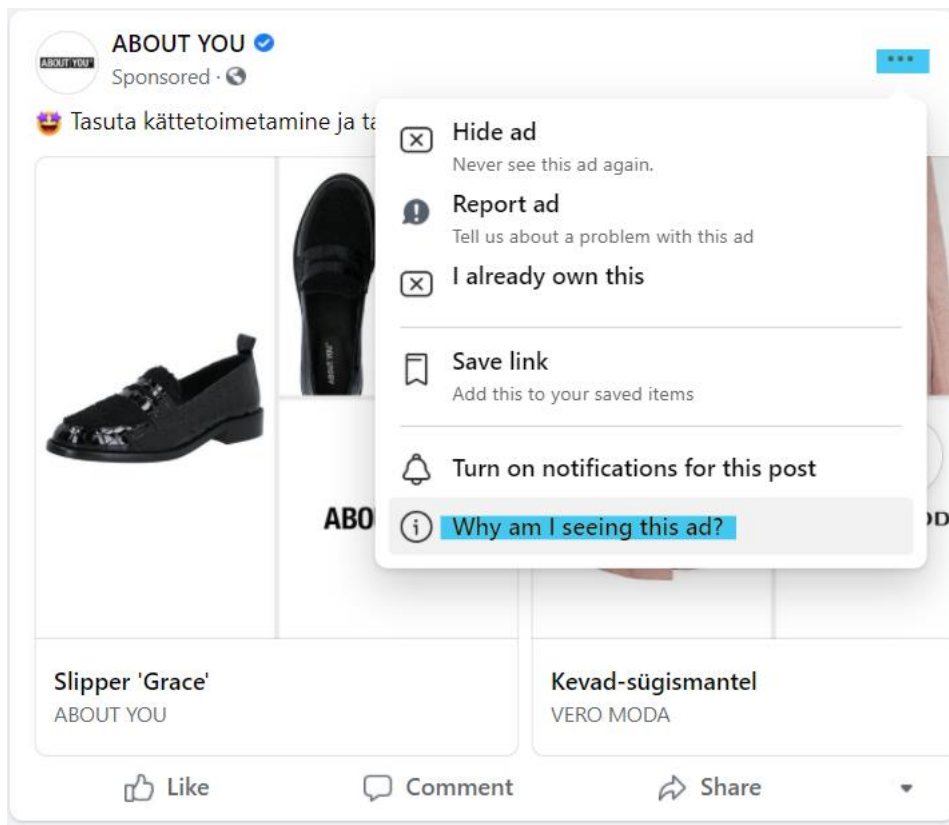 ABOUT YOU
ABOUT YOU
Sponsored ·
Tasuta kättetoimetamine ja
Hide ad
Never see this ad again.
Report ad
Tell us about a problem with this ad
I already own this
Save link
Add this to your saved items
Turn on notifications for this post
Why am I seeing this ad?
ABOUT YOU
ABO
Slipper 'Grace'
ABOUT YOU
Kevad-sügismantel
VERO MODA
Like
Comment
Share